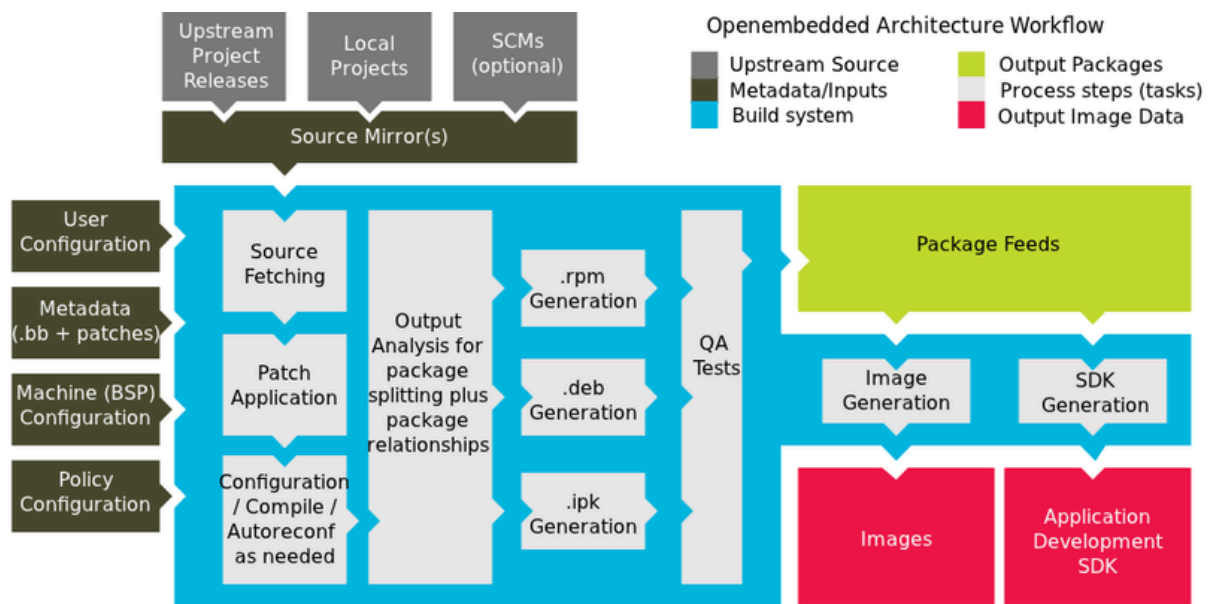 Openembedded Architecture Workflow
Upstream Source
Metadata/Inputs
Build system
Output Packages
Process steps (tasks)
Output Image Data
Upstream
Project
Releases
Local
Projects
SCMs
(optional)
Source Mirror(s)
User
Configuration
Metadata
(.bb + patches)
Machine (BSP)
Configuration
Policy
Configuration
Source
Fetching
Patch
Application
Configuration
/ Compile /
Autoreconf
as needed
Output
Analysis for
package
splitting plus
package
relationships
.rpm
Generation
.deb
Generation
.ipk
Generation
QA
Tests
Package Feeds
Image
Generation
SDK
Generation
Images
Application
Development
SDK